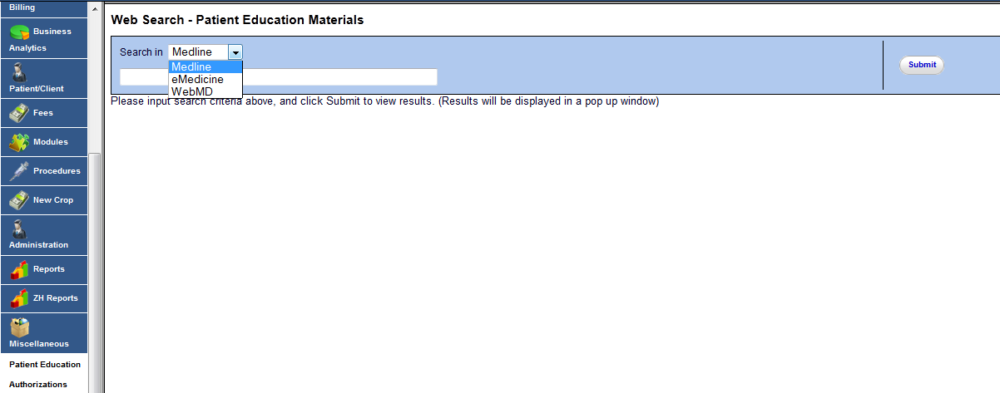 Billing
Business
Analytics
Patient/Client
Fees
Modules
Procedures
New Crop
Administration
Reports
ZH Reports
Miscellaneous
Patient Education
Authorizations
Web Search - Patient Education Materials
Search in Medline
Medline
eMedicine
WebMD
Submit
Please input search criteria above, and click Submit to view results. (Results will be displayed in a pop up window)